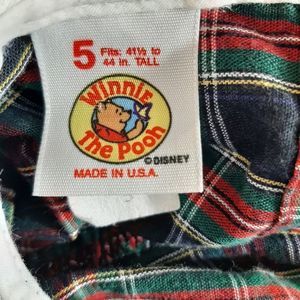 5 Fits: 41½ to
44 in. TALL
Winnie
The Pooh
© DISNEY
MADE IN U.S.A.